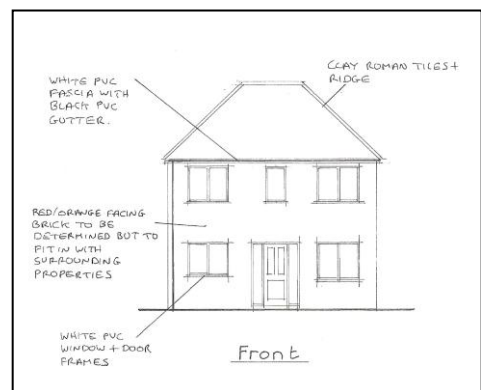 WHITE PVC
FASCIA WITH
BLACK PVC
GUTTER.
CLAY ROMAN TILES +
RIDGE
RED/ORANGE FACING
BRICK TO BE
DETERMINED BUT TO
FIT IN WITH
SURROUNDING
PROPERTIES
WHITE PVC
WINDOW + DOOR
FRAMES
Front